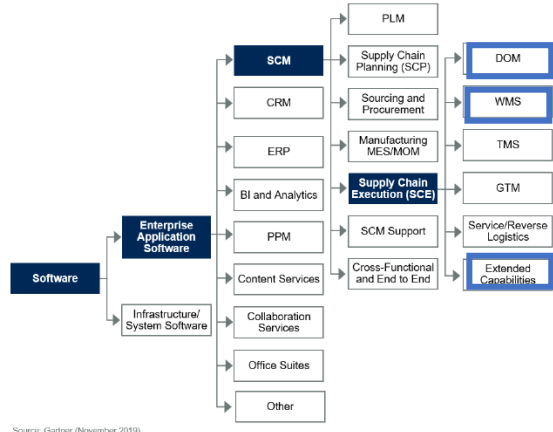 PLM
SCM
Supply Chain
Planning (SCP)
DOM
CRM
Sourcing and
Procurement
WMS
ERP
Manufacturing
MES/MOM
TMS
BI and Analytics
Supply Chain
Execution (SCE)
GTM
Enterprise
Application
Software
PPM
SCM Support
Service/Reverse
Logistics
Software
Content Services
Cross-Functional
and End to End
Extended
Capabilities
Infrastructure/
System Software
Collaboration
Services
Office Suites
Other
Source: Gartner (November 2019)